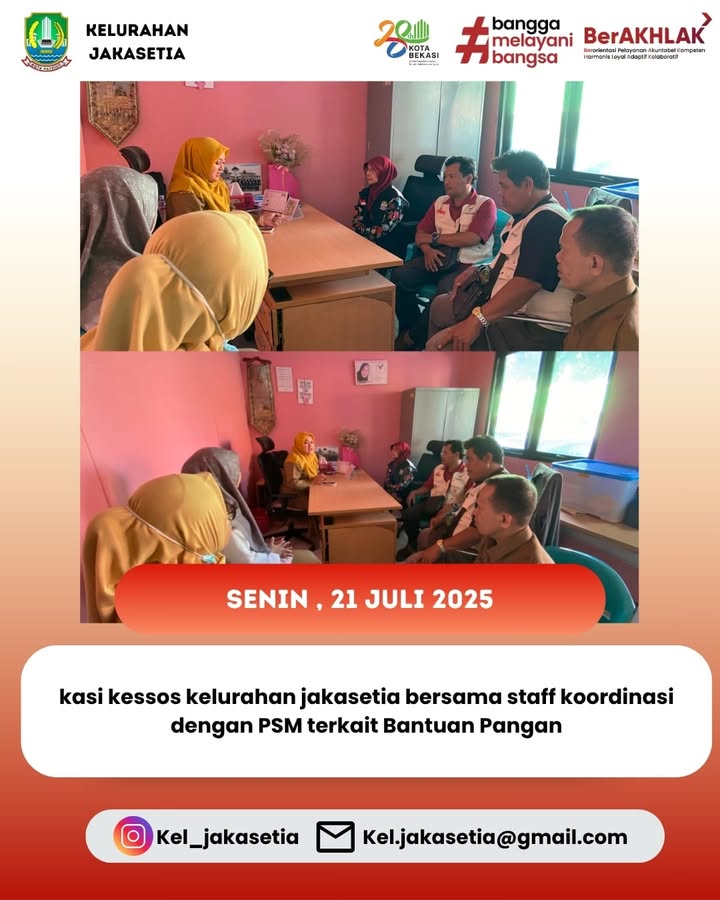 KELURAHAN
JAKASETIA
28
KOTA
BEKASI
#bangga
melayani
bangsa
BerAKHLAK
Berorientasi Pelayanan Akuntabel Kompeten
Harmonis Loyal Adaptif Kolaboratif
SENIN , 21 JULI 2025
kasi kessos kelurahan jakasetia bersama staff koordinasi
dengan PSM terkait Bantuan Pangan
Kel_jakasetia
Kel.jakasetia@gmail.com